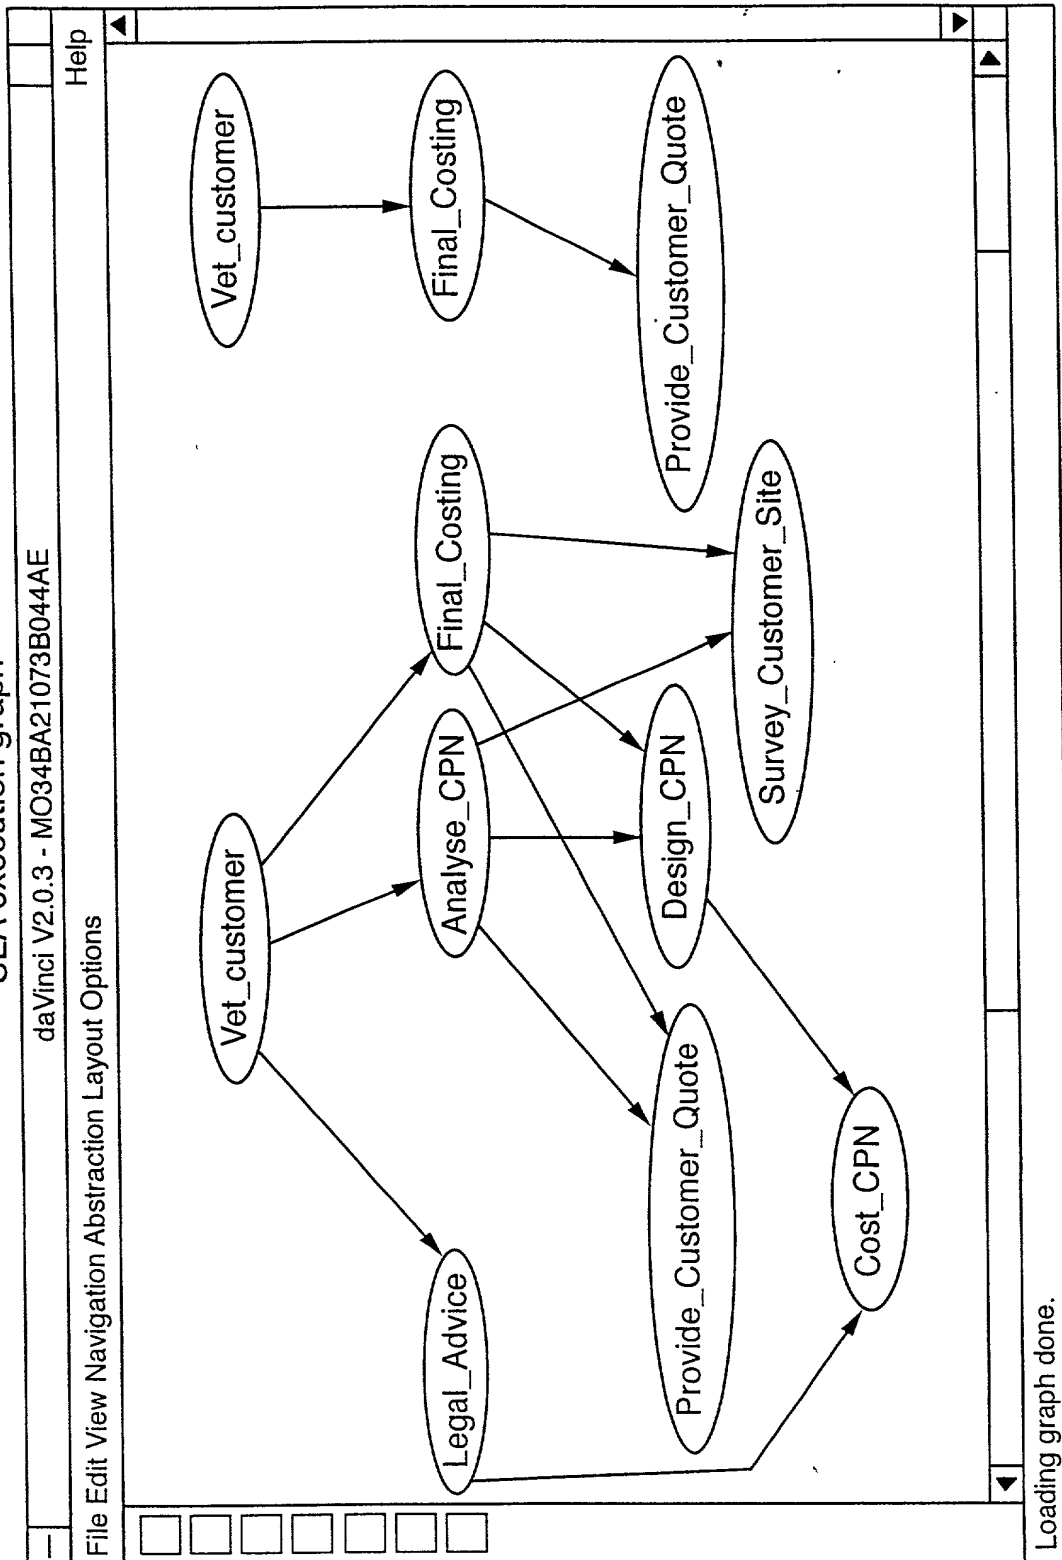 daVinci V2.0.3 - MO34BA21073B044AE
File Edit View Navigation Abstraction Layout Options
Help
Vet_customer
Vet_customer
Legal_Advice
Analyse_CPN
Final_Costing
Final_Costing
Provide_Customer_Quote
Design_CPN
Provide_Customer_Quote
Survey_Customer_Site
Cost_CPN
Loading graph done.